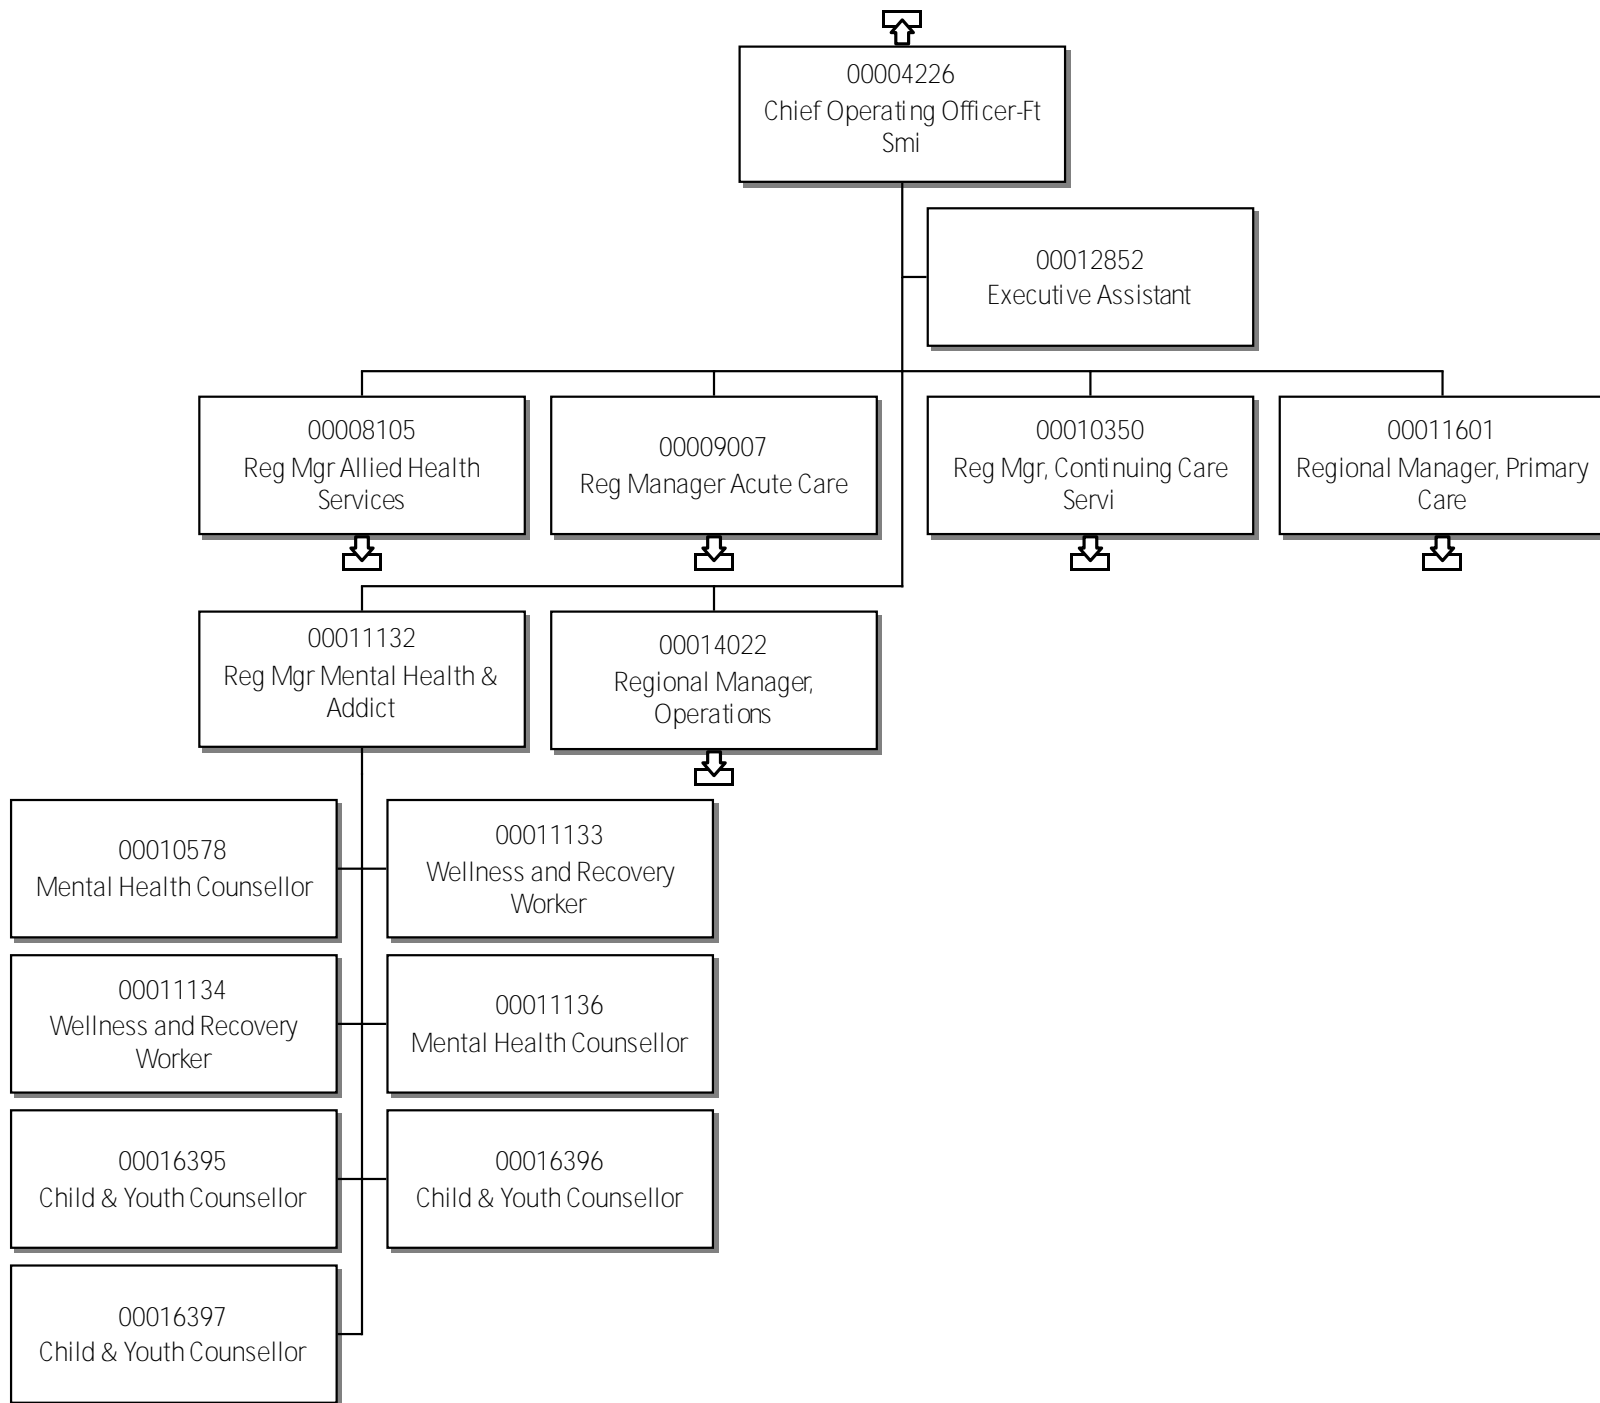 00004226
Chief Operating Officer-Ft
Smi
00012852
Executive Assistant
00008105
Reg Mgr Allied Health
Services
00009007
Reg Manager Acute Care
00010350
Reg Mgr, Continuing Care
Servi
00011601
Regional Manager, Primary
Care
00011132
Reg Mgr Mental Health &
Addict
00014022
Regional Manager,
Operations
00010578
Mental Health Counsellor
00011133
Wellness and Recovery
Worker
00011134
Wellness and Recovery
Worker
00011136
Mental Health Counsellor
00016395
Child & Youth Counsellor
00016396
Child & Youth Counsellor
00016397
Child & Youth Counsellor